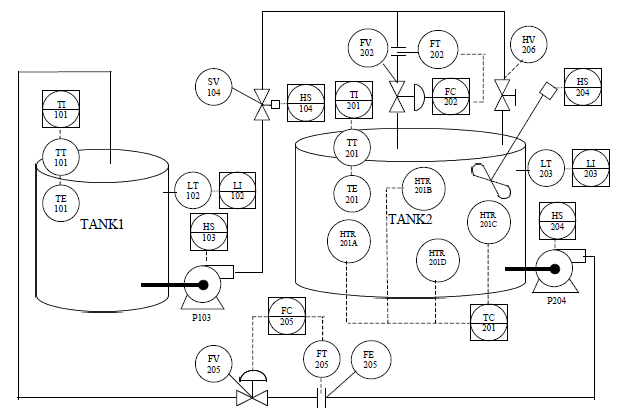 FV
202
FT
202
HV
206
SV
104
HS
104
TI
201
FC
202
HS
204
TI
101
TT
101
TE
101
TT
201
TE
201
LT
102
LI
102
HTR
201B
LT
203
LI
203
TANK1
HS
103
TANK2
HTR
201A
HTR
201C
HS
204
HTR
201D
P103
P204
FC
205
TC
201
FV
205
FT
205
FE
205